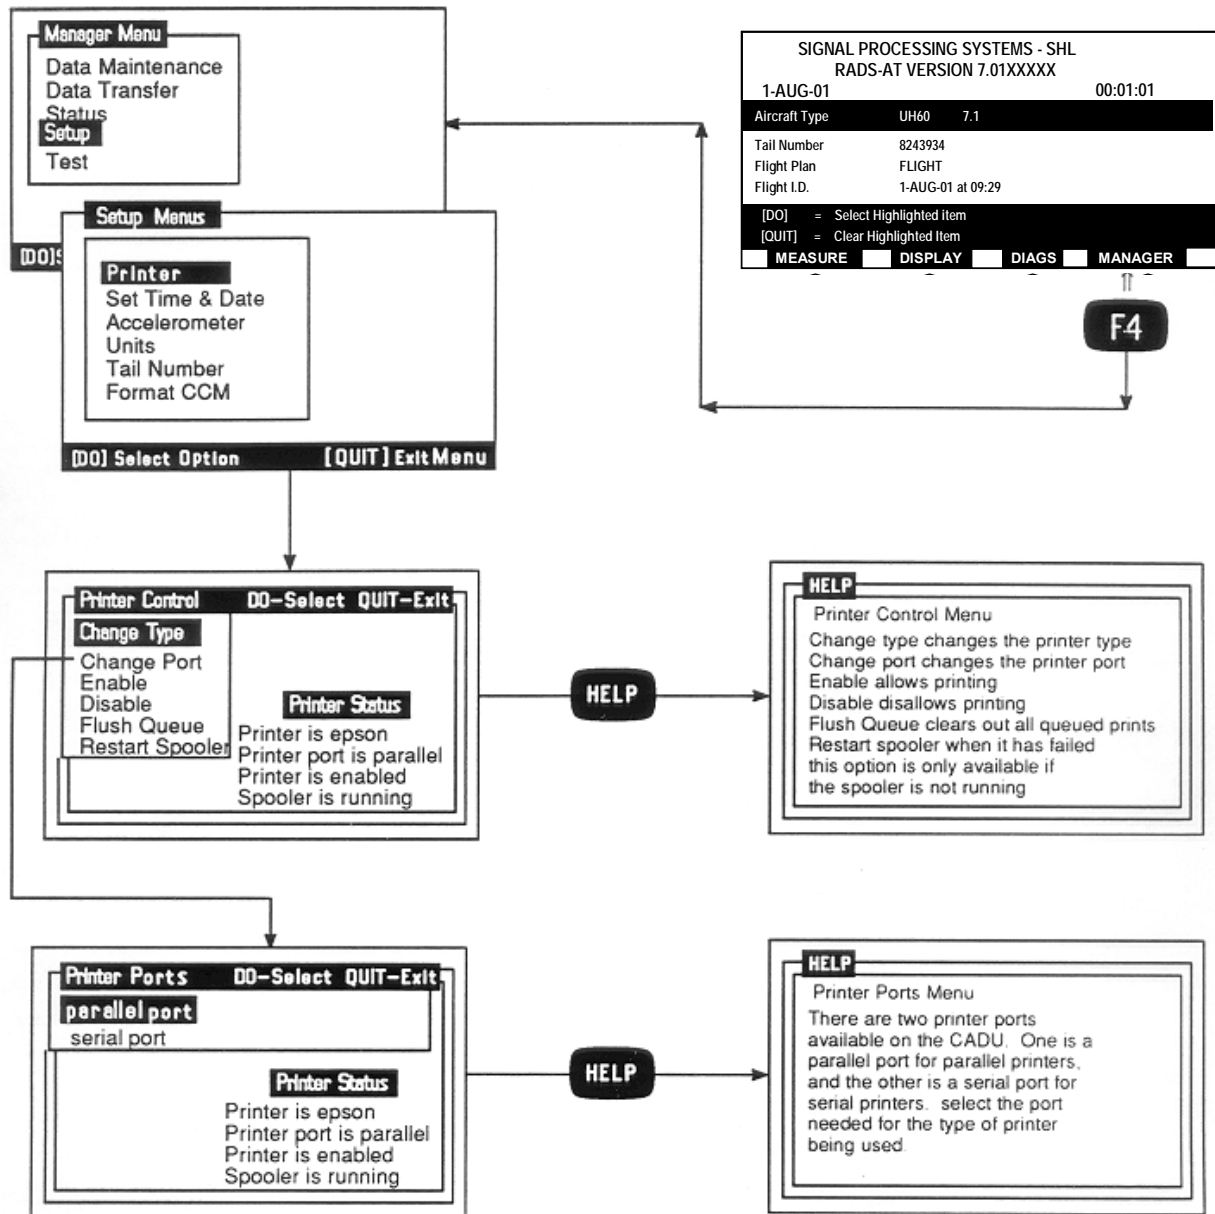 Manager Menu
Data Maintenance
Data Transfer
Status
Setup
Test
[DO]S
SIGNAL PROCESSING SYSTEMS - SHL
RADS-AT VERSION 7.01XXXXX
1-AUG-01 00:01:01
Aircraft Type UH60 7.1
Tail Number 8243934
Flight Plan FLIGHT
Flight I.D. 1-AUG-01 at 09:29
[DO] = Select Highlighted item
[QUIT] = Clear Highlighted Item
MEASURE DISPLAY DIAGS MANAGER
F4
Setup Menus
Printer
Set Time & Date
Accelerometer
Units
Tail Number
Format CCM
[DO] Select Option [QUIT] Exit Menu
Printer Control DO-Select QUIT-Exit
Change Type
Change Port
Enable
Disable
Flush Queue
Restart Spooler
Printer Status
Printer is epson
Printer port is parallel
Printer is enabled
Spooler is running
HELP
HELP
Printer Control Menu
Change type changes the printer type
Change port changes the printer port
Enable allows printing
Disable disallows printing
Flush Queue clears out all queued prints
Restart spooler when it has failed
this option is only available if
the spooler is not running
Printer Ports DO-Select QUIT-Exit
parallel port
serial port
Printer Status
Printer is epson
Printer port is parallel
Printer is enabled
Spooler is running
HELP
HELP
Printer Ports Menu
There are two printer ports
available on the CADU. One is a
parallel port for parallel printers,
and the other is a serial port for
serial printers. select the port
needed for the type of printer
being used.